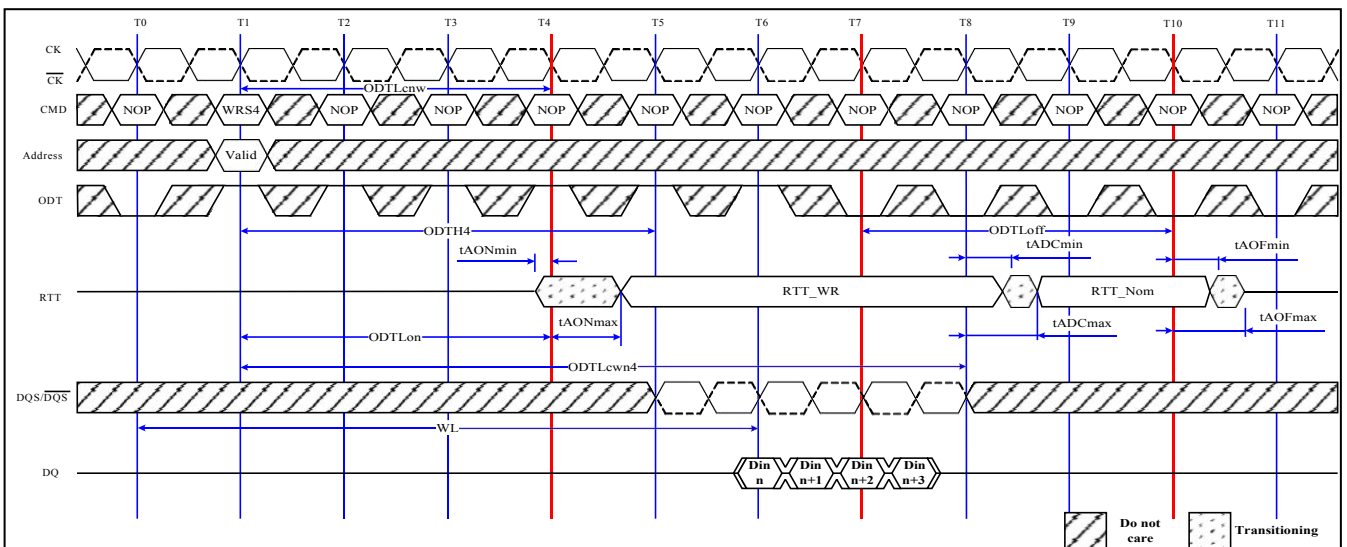 T0 T1 T2 T3 T4 T5 T6 T7 T8 T9 T10 T11
CK
CK
ODTLcnw
CMD NOP WRS4 NOP NOP NOP NOP NOP NOP NOP NOP NOP NOP
Address Valid
ODT
ODTH4 ODTLoff
tAONmin tADCmin tAOFmin
RTT RTT_WR RTT_Nom
ODTLon tAONmax tADCmax tAOFmax
ODTLcwn4
DQS/DQS
WL
DQ Din n Din n+1 Din n+2 Din n+3
Do not care
Transitioning